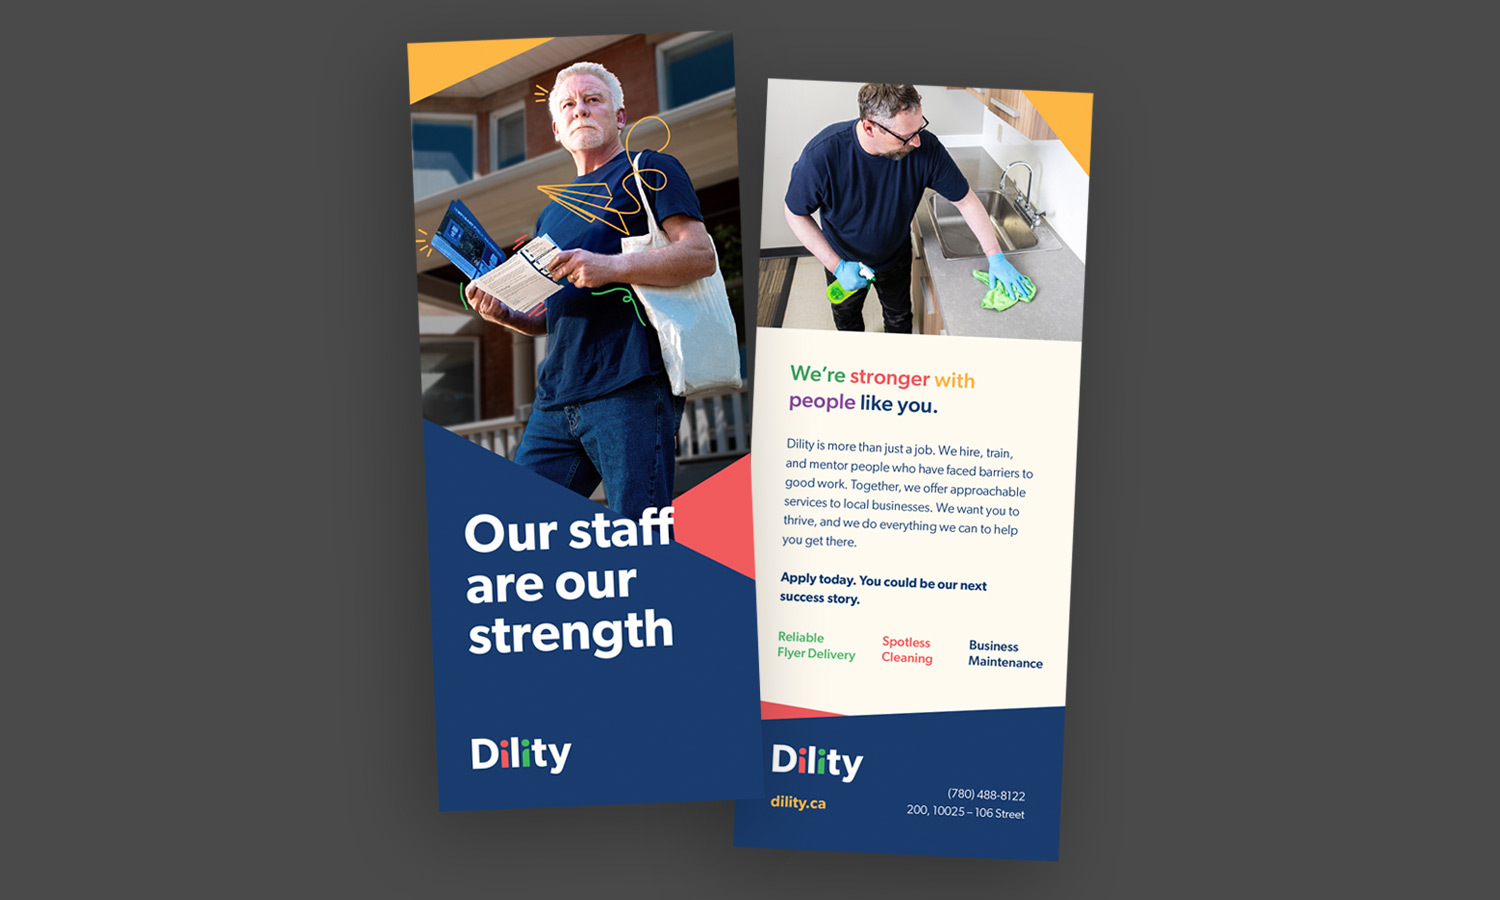 Our staff
are our
strength
Dility
We're stronger with
people like you.
Dility is more than just a job. We hire, train,
and mentor people who have faced barriers to
good work. Together, we offer approachable
services to local businesses. We want you to
thrive, and we do everything we can to help
you get there.
Apply today. You could be our next
success story.
Reliable
Flyer Delivery
Spotless
Cleaning
Business
Maintenance
Dility
dility.ca
(780) 488-8122
200, 10025 – 106 Street